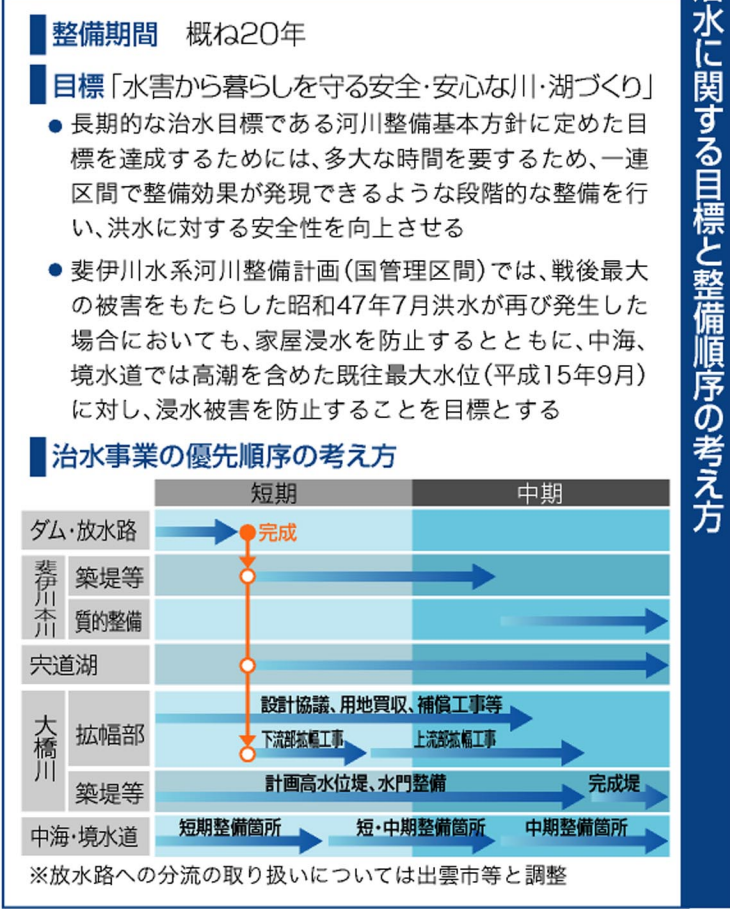 治水に関する目標と整備順序の考え方
整備期間 概ね20年
目標「水害から暮らしを守る安全・安心な川・湖づくり」
● 長期的な治水目標である河川整備基本方針に定めた目
標を達成するためには、多大な時間を要するため、一連
区間で整備効果が発現できるような段階的な整備を行
い、洪水に対する安全性を向上させる
● 斐伊川水系河川整備計画(国管理区間)では、戦後最大
の被害をもたらした昭和47年7月洪水が再び発生した
場合においても、家屋浸水を防止するとともに、中海、
境水道では高潮を含めた既往最大水位(平成15年9月)
に対し、浸水被害を防止することを目標とする
治水事業の優先順序の考え方
短期 中期
ダム・放水路 完成
斐伊川本川
築堤等
質的整備
宍道湖
大橋川
拡幅部
設計協議、用地買収、補償工事等
下流部拡幅工事 上流部拡幅工事
築堤等 計画高水位堤、水門整備 完成堤
中海・境水道 短期整備箇所 短・中期整備箇所 中期整備箇所
※放水路への分流の取り扱いについては出雲市等と調整